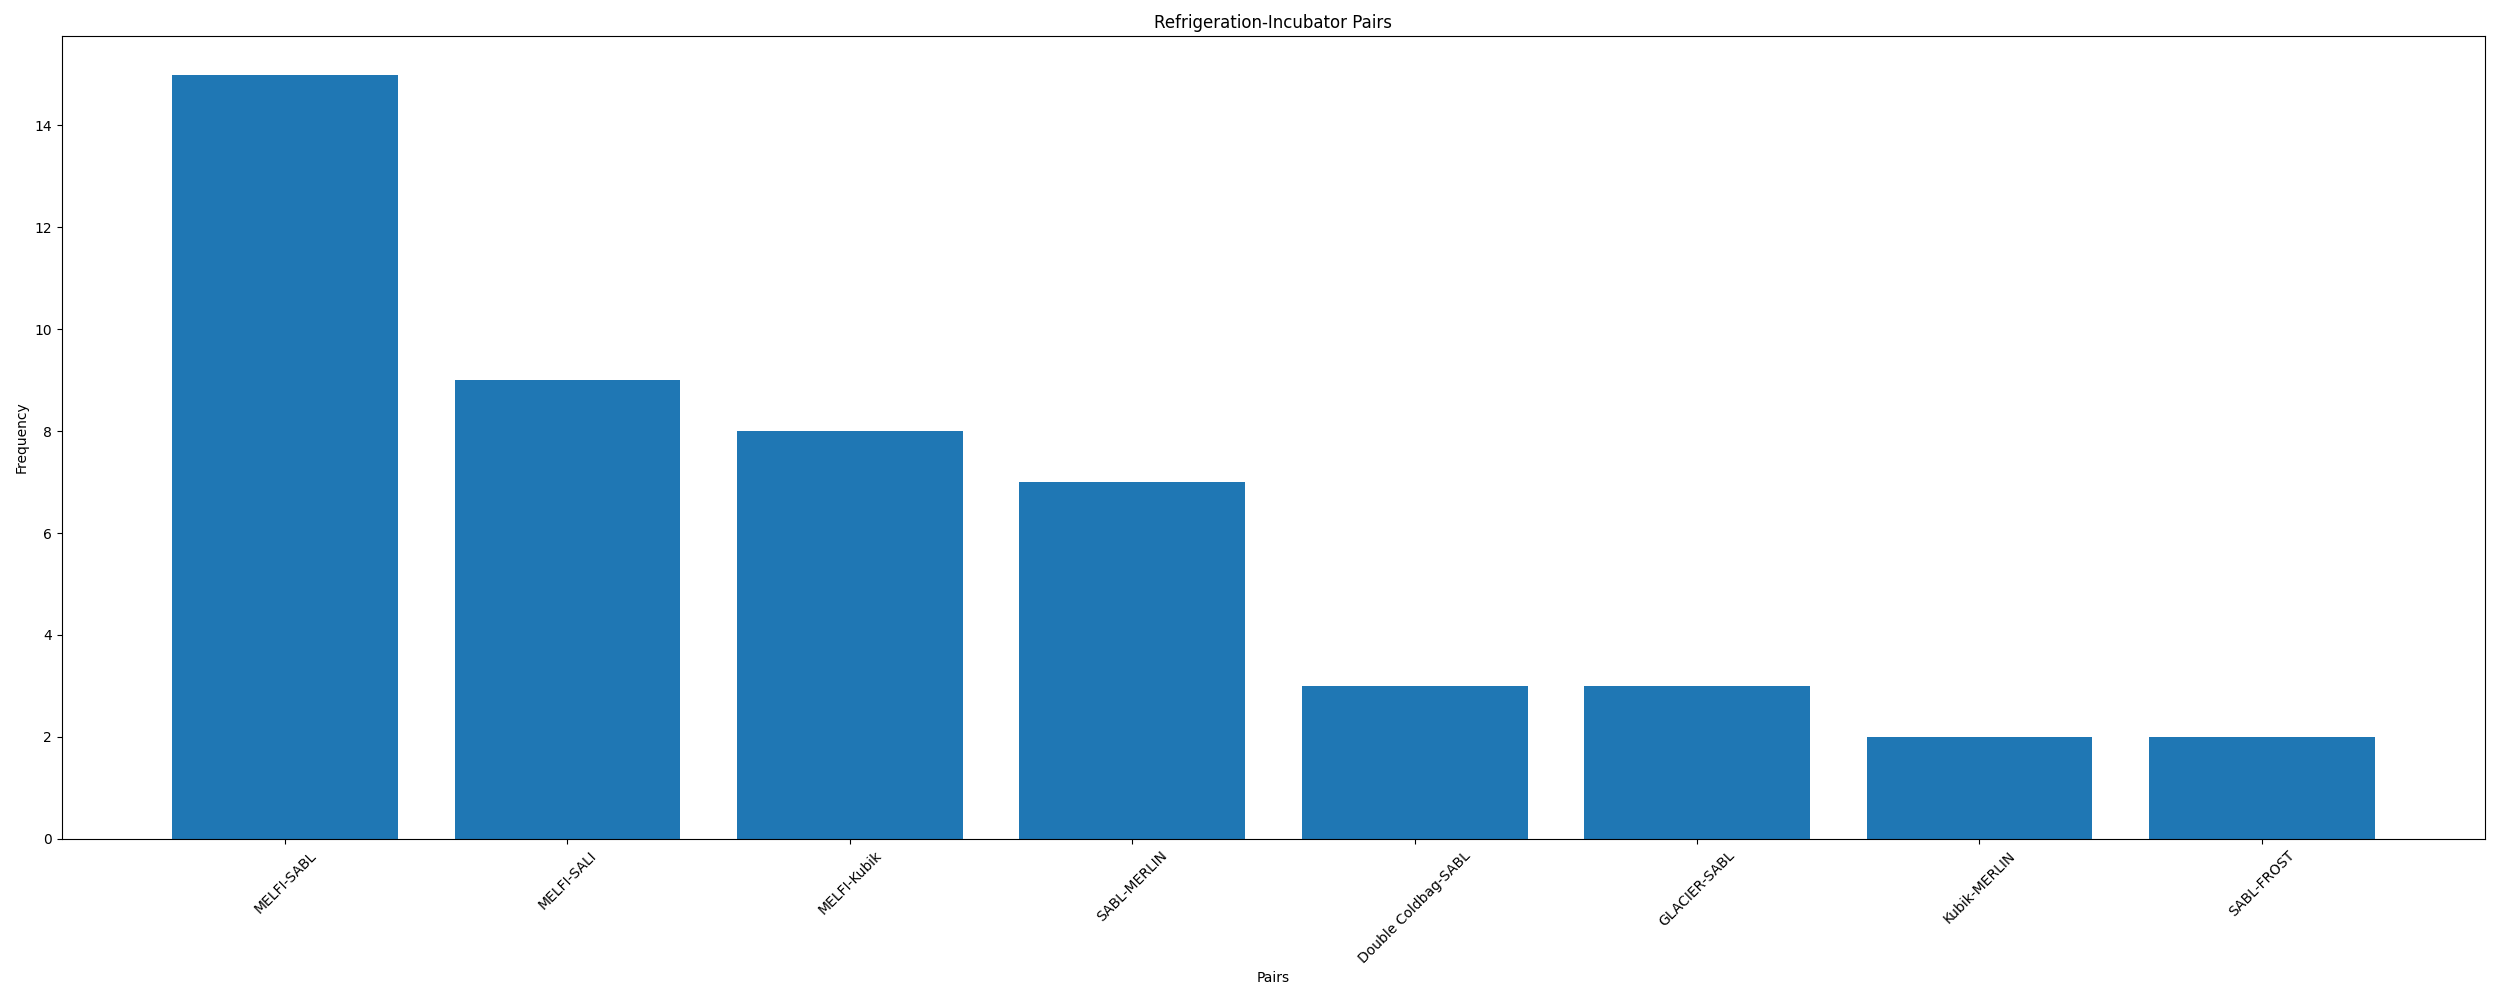 Refrigeration-Incubator Pairs
Frequency
14
12
10
8
6
4
2
0
MELFI-SABL
MELFI-SALI
MELFI-Kubik
SABL-MERLIN
Double Coldbag-SABL
GLACIER-SABL
Kubik-MERLIN
SABL-FROST
Pairs